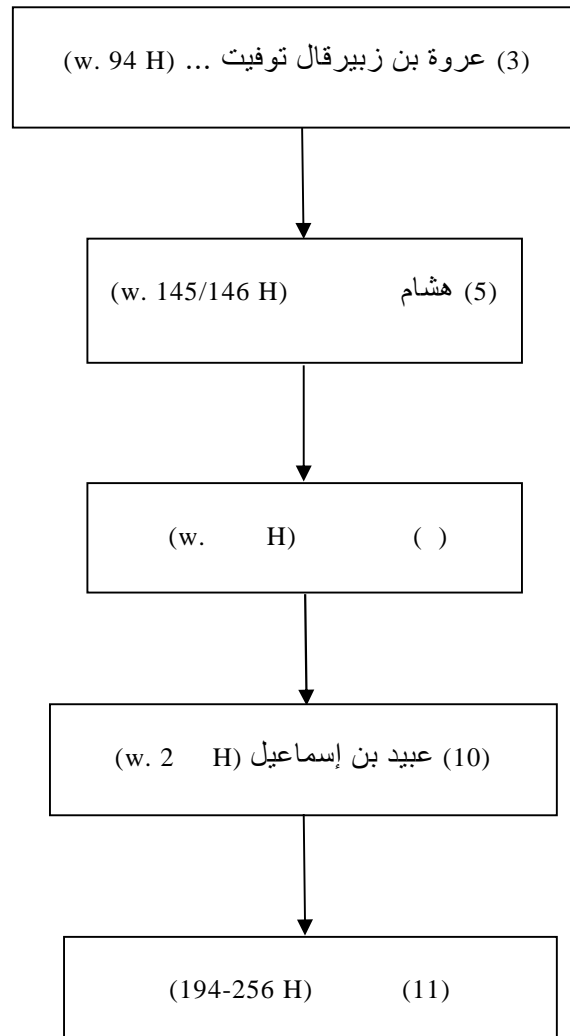 (3) عروة بن زبيرقال توفيت ... (w. 94 H)
(5) هشام (w. 145/146 H)
( ) (w. H)
(10) عبيد بن إسماعيل (w. 2 H)
(11) (194-256 H)